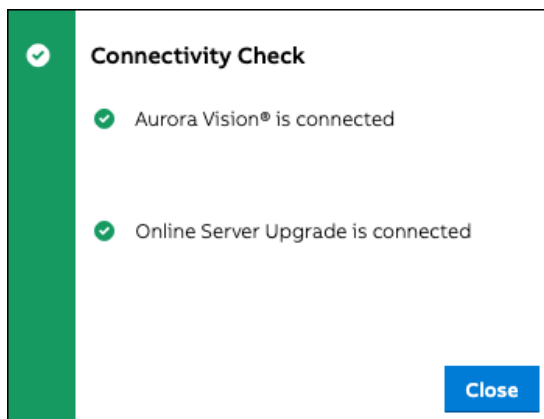 Connectivity Check
Aurora Vision® is connected
Online Server Upgrade is connected
Close